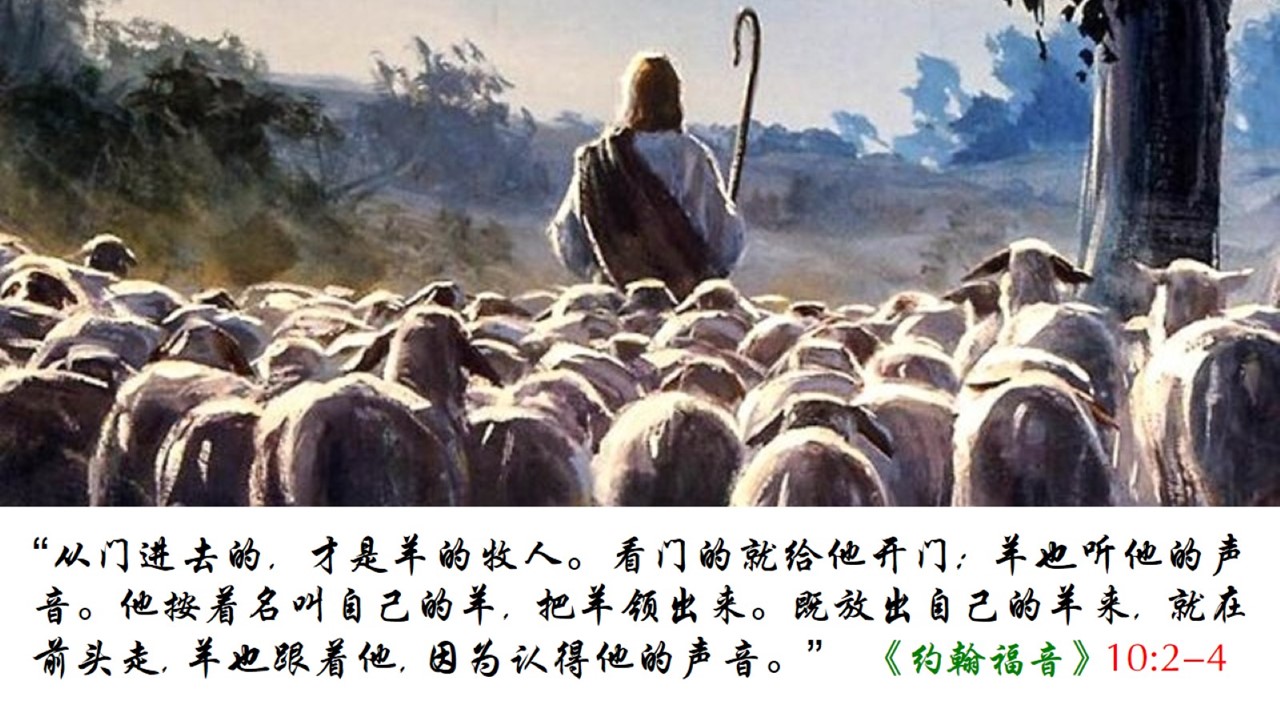 “从门进去的，才是羊的牧人。看门的就给他开门；羊也听他的声
音。他按着名叫自己的羊，把羊领出来。既放出自己的羊来，就在
前头走，羊也跟着他，因为认得他的声音。” 《约翰福音》10:2–4